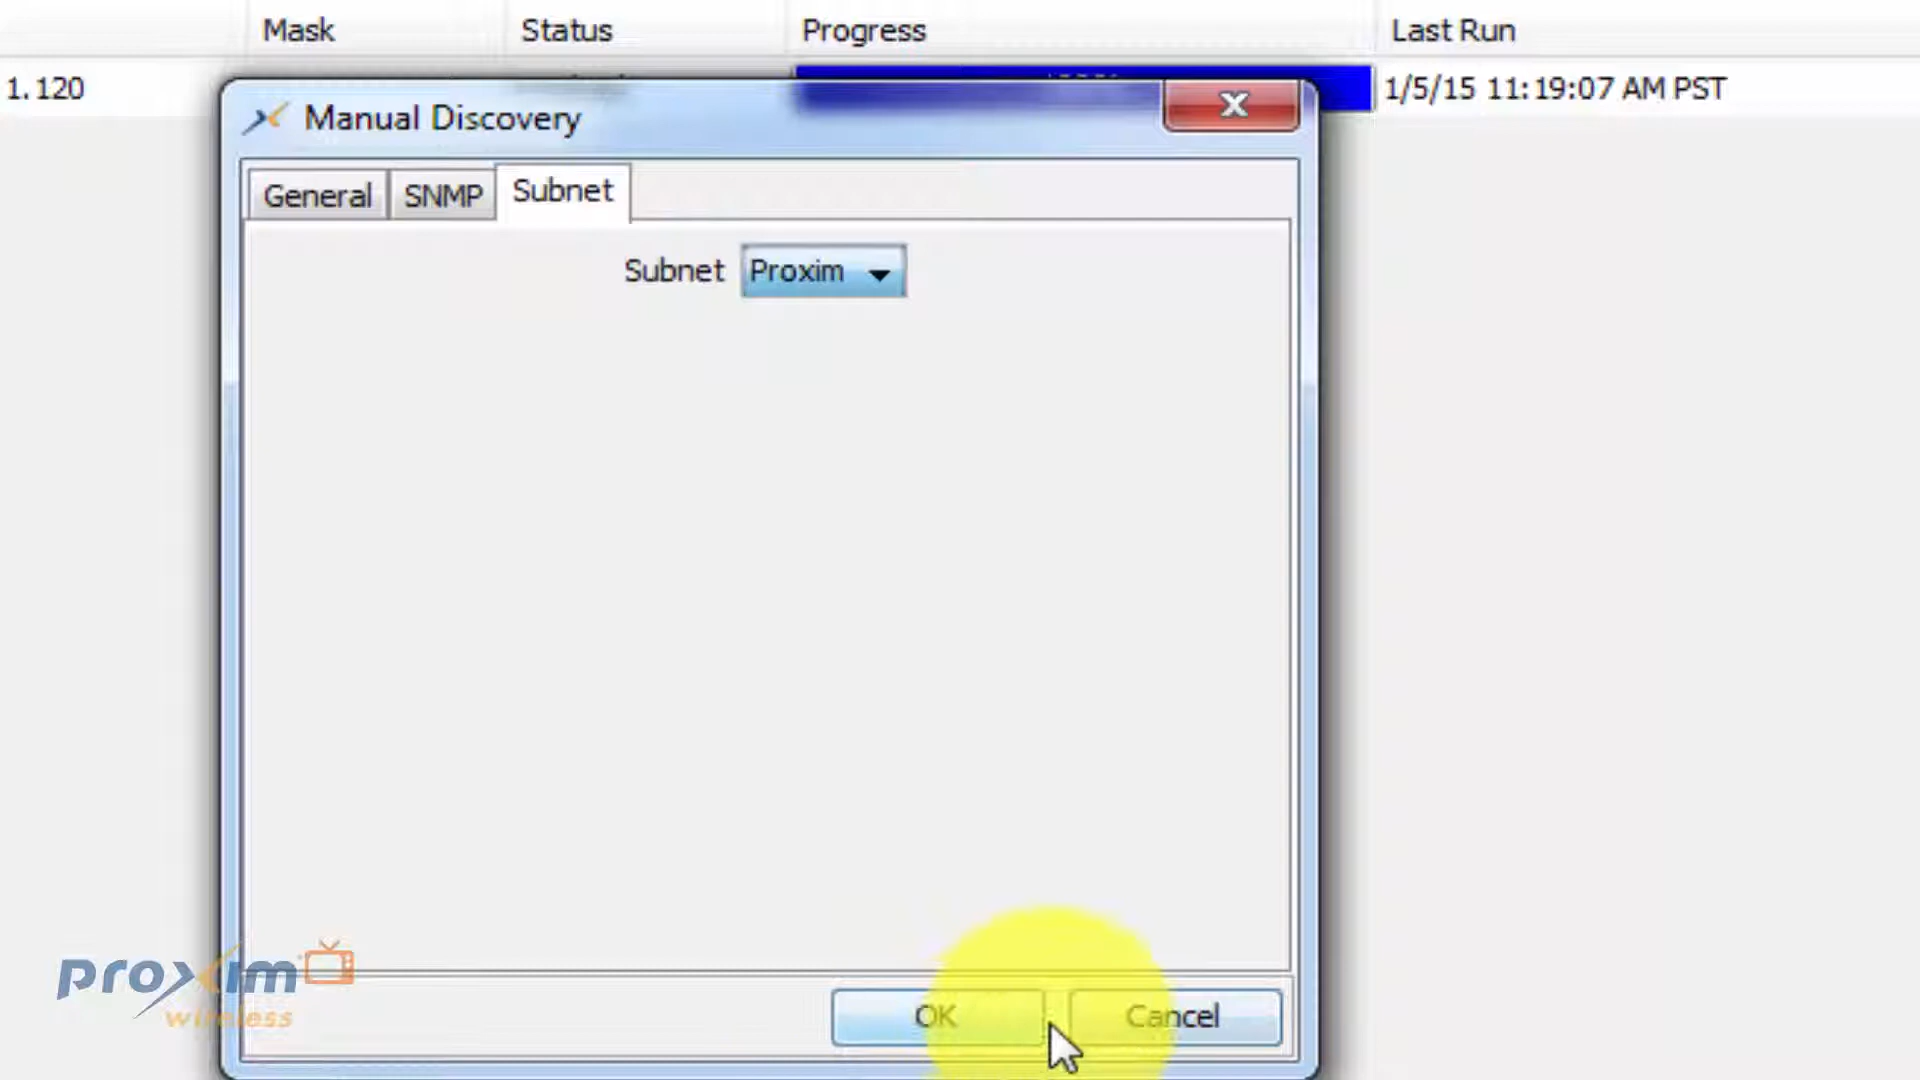 Mask Status Progress Last Run
1.120 1/5/15 11:19:07 AM PST
Manual Discovery
General SNMP Subnet
Subnet Proxim
OK Cancel
proxim
wireless